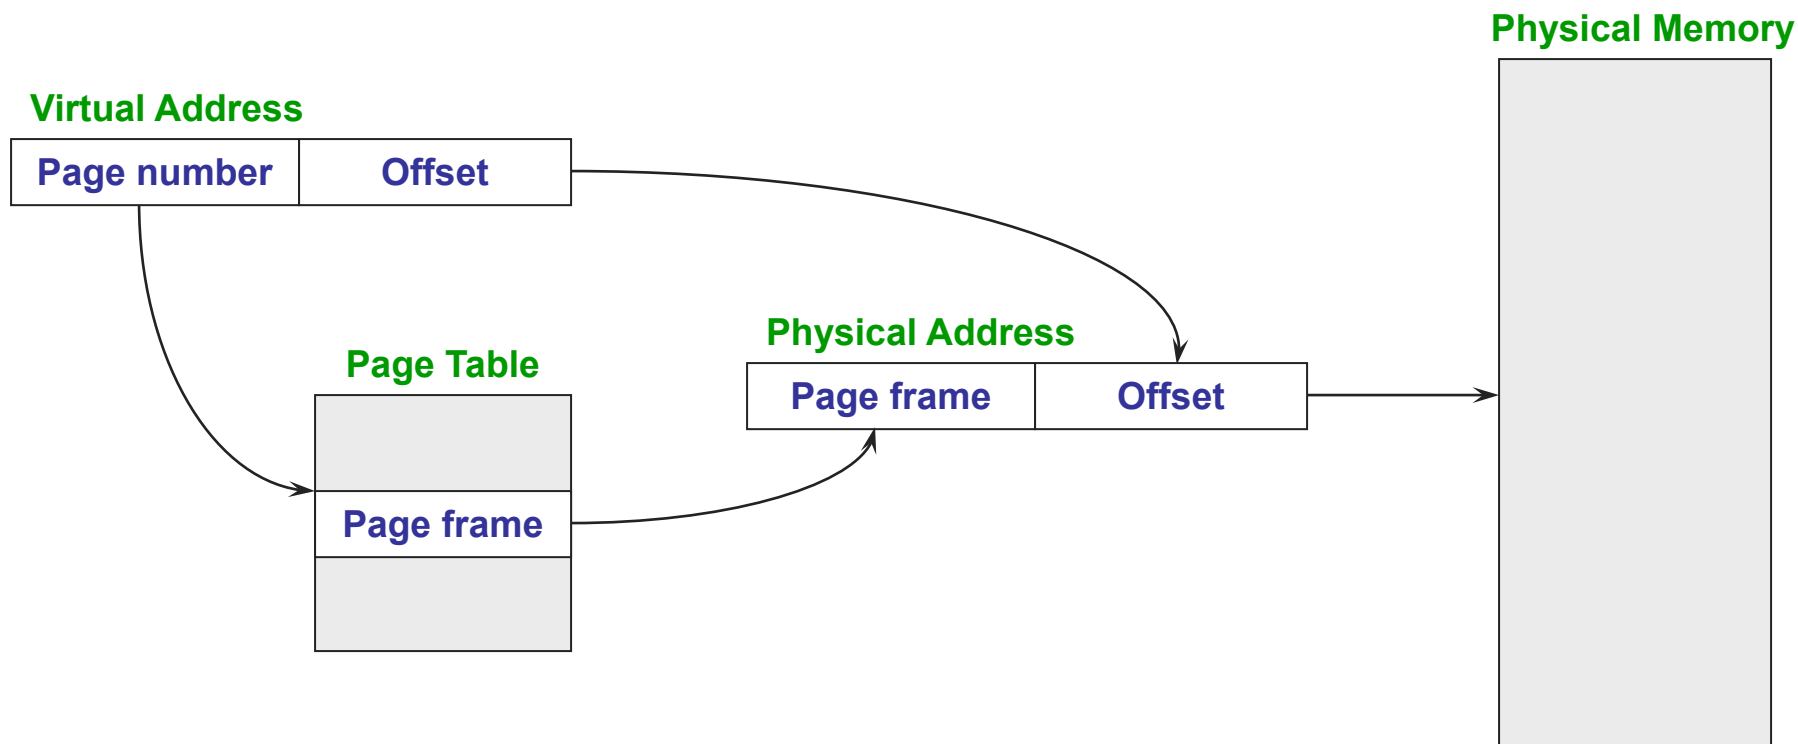 Physical Memory
Virtual Address
Page number
Offset
Physical Address
Page Table
Page frame
Offset
Page frame